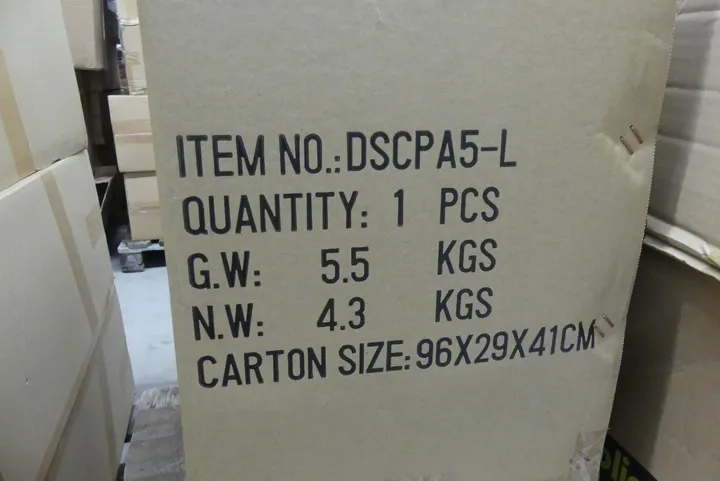 ITEM NO.: DSCPA5-L
QUANTITY: 1 PCS
G.W: 5.5 KGS
N.W: 4.3 KGS
CARTON SIZE: 96X29X41CM